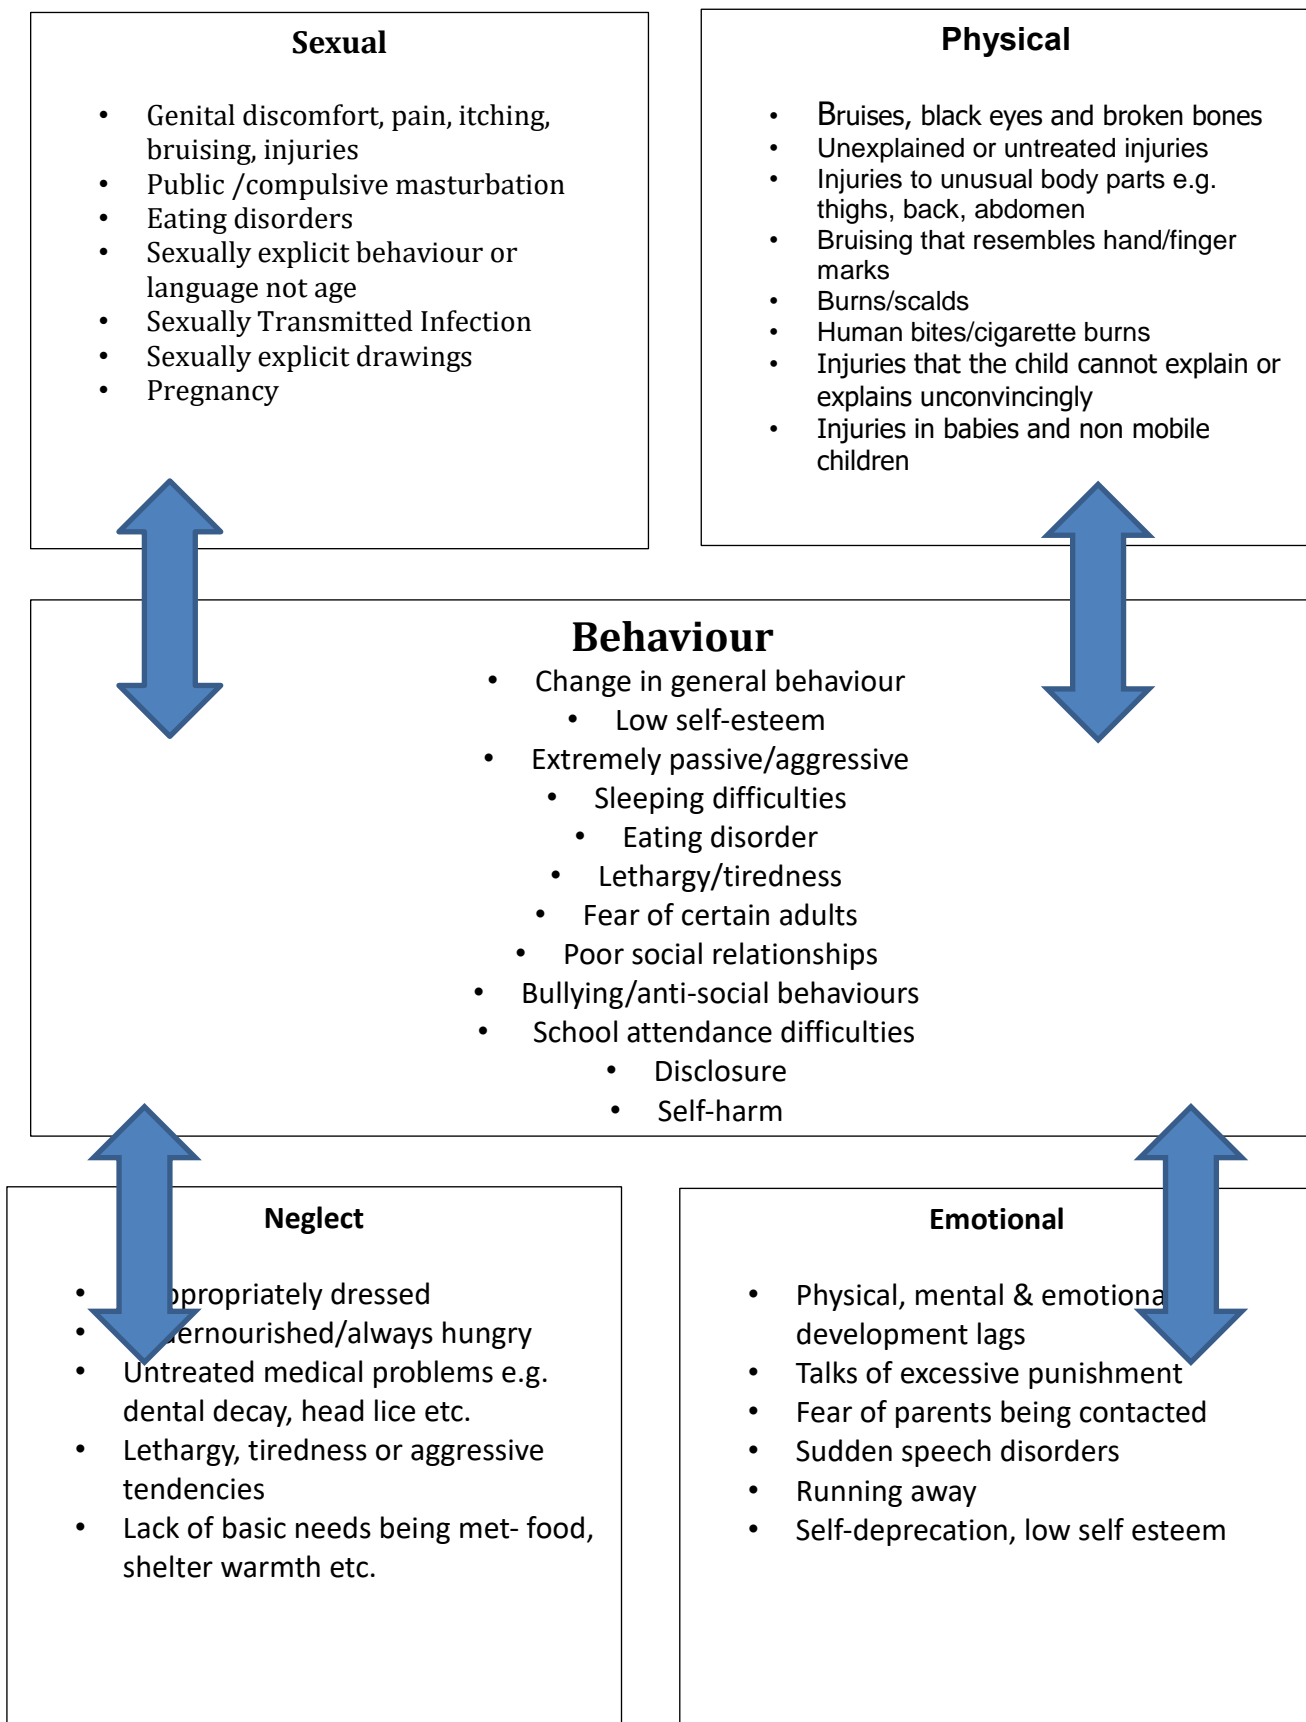 Sexual
• Genital discomfort, pain, itching,
bruising, injuries
• Public /compulsive masturbation
• Eating disorders
• Sexually explicit behaviour or
language not age
• Sexually Transmitted Infection
• Sexually explicit drawings
• Pregnancy
Physical
• Bruises, black eyes and broken bones
• Unexplained or untreated injuries
• Injuries to unusual body parts e.g.
thighs, back, abdomen
• Bruising that resembles hand/finger
marks
• Burns/scalds
• Human bites/cigarette burns
• Injuries that the child cannot explain or
explains unconvincingly
• Injuries in babies and non mobile
children
Behaviour
• Change in general behaviour
• Low self-esteem
• Extremely passive/aggressive
• Sleeping difficulties
• Eating disorder
• Lethargy/tiredness
• Fear of certain adults
• Poor social relationships
• Bullying/anti-social behaviours
• School attendance difficulties
• Disclosure
• Self-harm
Neglect
• dressed
• hungry
• Untreated medical problems e.g.
dental decay, head lice etc.
• Lethargy, tiredness or aggressive
tendencies
• Lack of basic needs being met- food,
shelter warmth etc.
Emotional
• Physical, mental &
development lags
• Talks of excessive punishment
• Fear of parents being contacted
• Sudden speech disorders
• Running away
• Self-deprecation, low self esteem